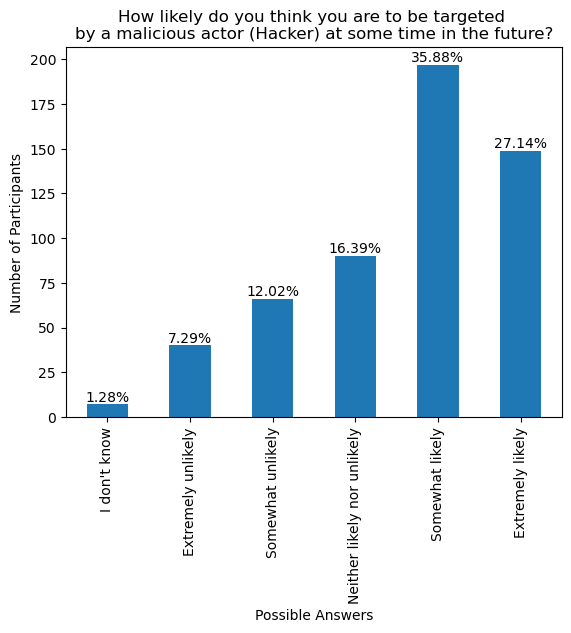 How likely do you think you are to be targeted
by a malicious actor (Hacker) at some time in the future?
Number of Participants
200
175
150
125
100
75
50
25
0
1.28%
7.29%
12.02%
16.39%
35.88%
27.14%
I don't know
Extremely unlikely
Somewhat unlikely
Neither likely nor unlikely
Somewhat likely
Extremely likely
Possible Answers